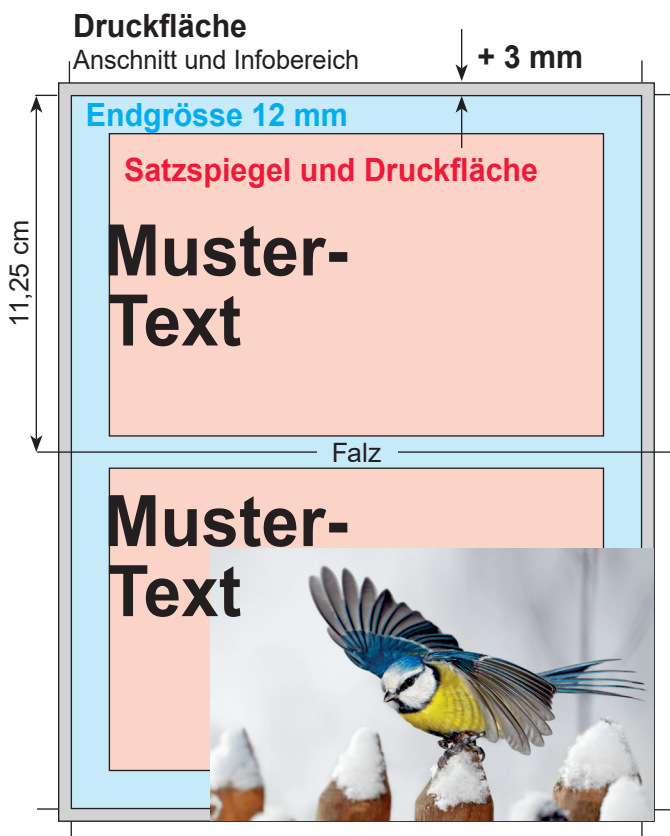 Druckfläche
Anschnitt und Infobereich
+ 3 mm
Endgrösse 12 mm
Satzspiegel und Druckfläche
Muster-
Text
11,25 cm
Falz
Muster-
Text